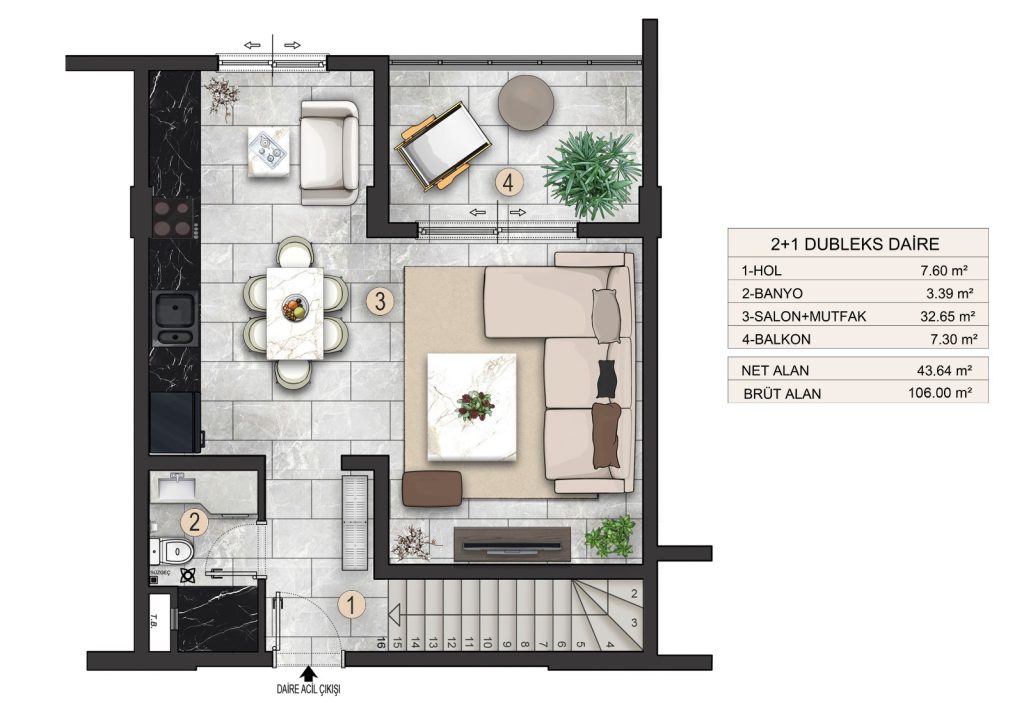 4
3
2
SÜZGEÇ
T.B.
1
16 15 14 13 12 11 10 9 8 7 6 5 4 3 2
DAİRE ACİL ÇIKIŞI
2+1 DUBLEKS DAİRE
1-HOL 7.60 m²
2-BANYO 3.39 m²
3-SALON+MUTFAK 32.65 m²
4-BALKON 7.30 m²
NET ALAN 43.64 m²
BRÜT ALAN 106.00 m²